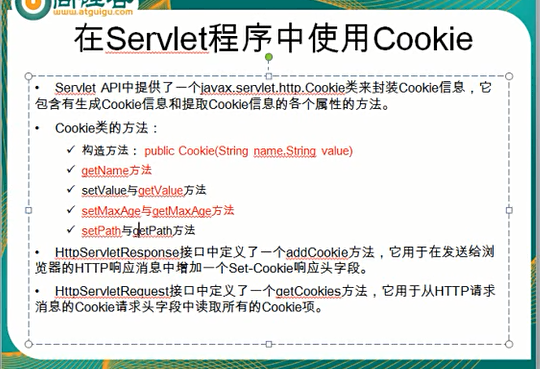 www.atguigu.com
在Servlet程序中使用Cookie
• Servlet API中提供了一个javax.servlet.http.Cookie类来封装Cookie信息，它
包含有生成Cookie信息和提取Cookie信息的各个属性的方法。
• Cookie类的方法：
✓ 构造方法： public Cookie(String name,String value)
✓ getName方法
✓ setValue与getValue方法
✓ setMaxAge与getMaxAge方法
✓ setPath与getPath方法
• HttpServletResponse接口中定义了一个addCookie方法，它用于在发送给浏
览器的HTTP响应消息中增加一个Set-Cookie响应头字段。
• HttpServletRequest接口中定义了一个getCookies方法，它用于从HTTP请求
消息的Cookie请求头字段中读取所有的Cookie项。